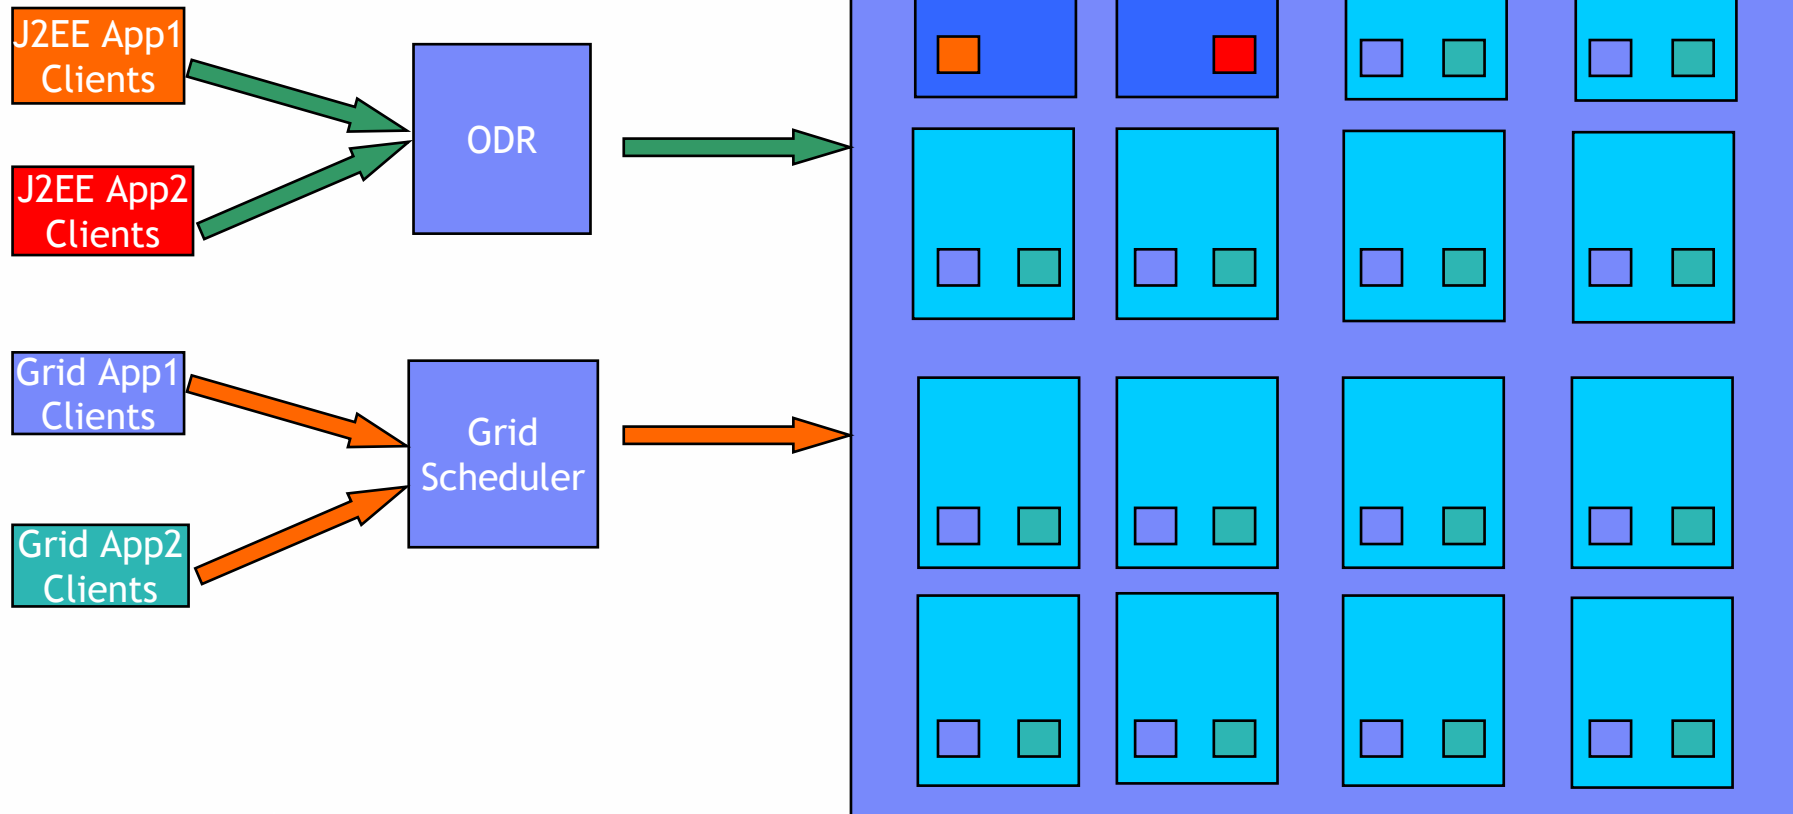 J2EE App1
Clients
ODR
J2EE App2
Clients
Grid App1
Clients
Grid
Scheduler
Grid App2
Clients